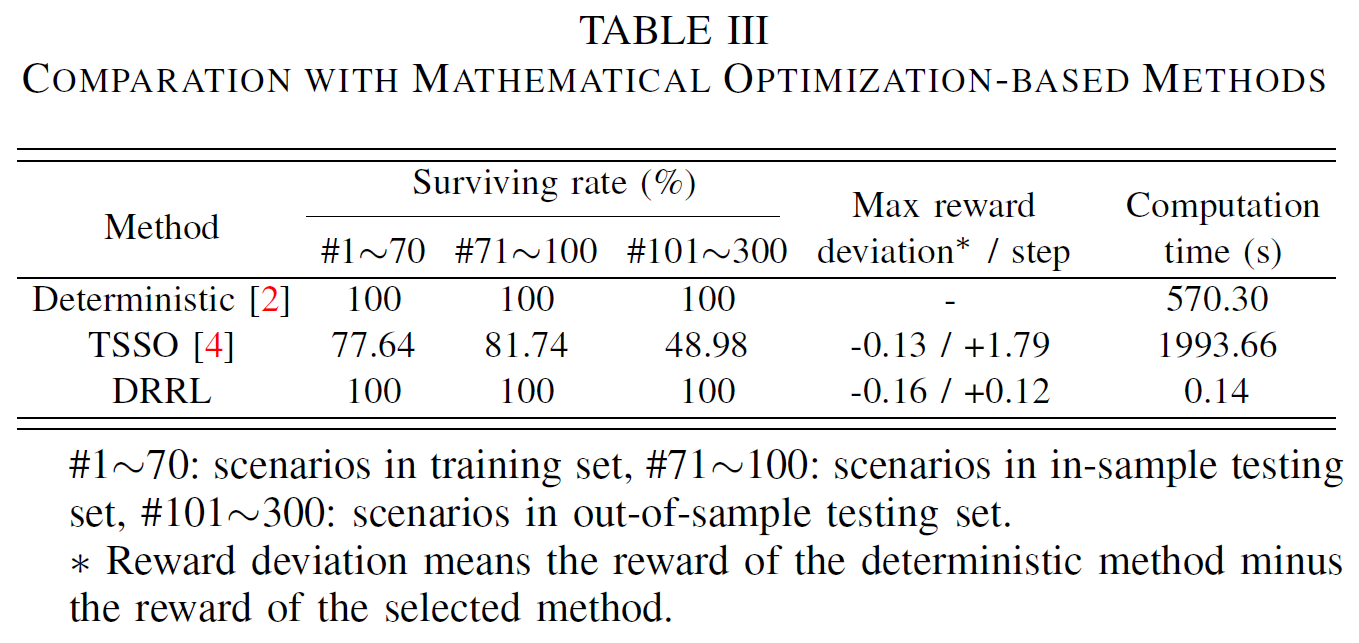 TABLE III
COMPARATION WITH MATHEMATICAL OPTIMIZATION-BASED METHODS
Method Surviving rate (%) Max reward deviation* / step Computation time (s)
#1∼70 #71∼100 #101∼300
Deterministic [2] 100 100 100 - 570.30
TSSO [4] 77.64 81.74 48.98 -0.13 / +1.79 1993.66
DRRL 100 100 100 -0.16 / +0.12 0.14
#1∼70: scenarios in training set, #71∼100: scenarios in in-sample testing
set, #101∼300: scenarios in out-of-sample testing set.
∗ Reward deviation means the reward of the deterministic method minus
the reward of the selected method.